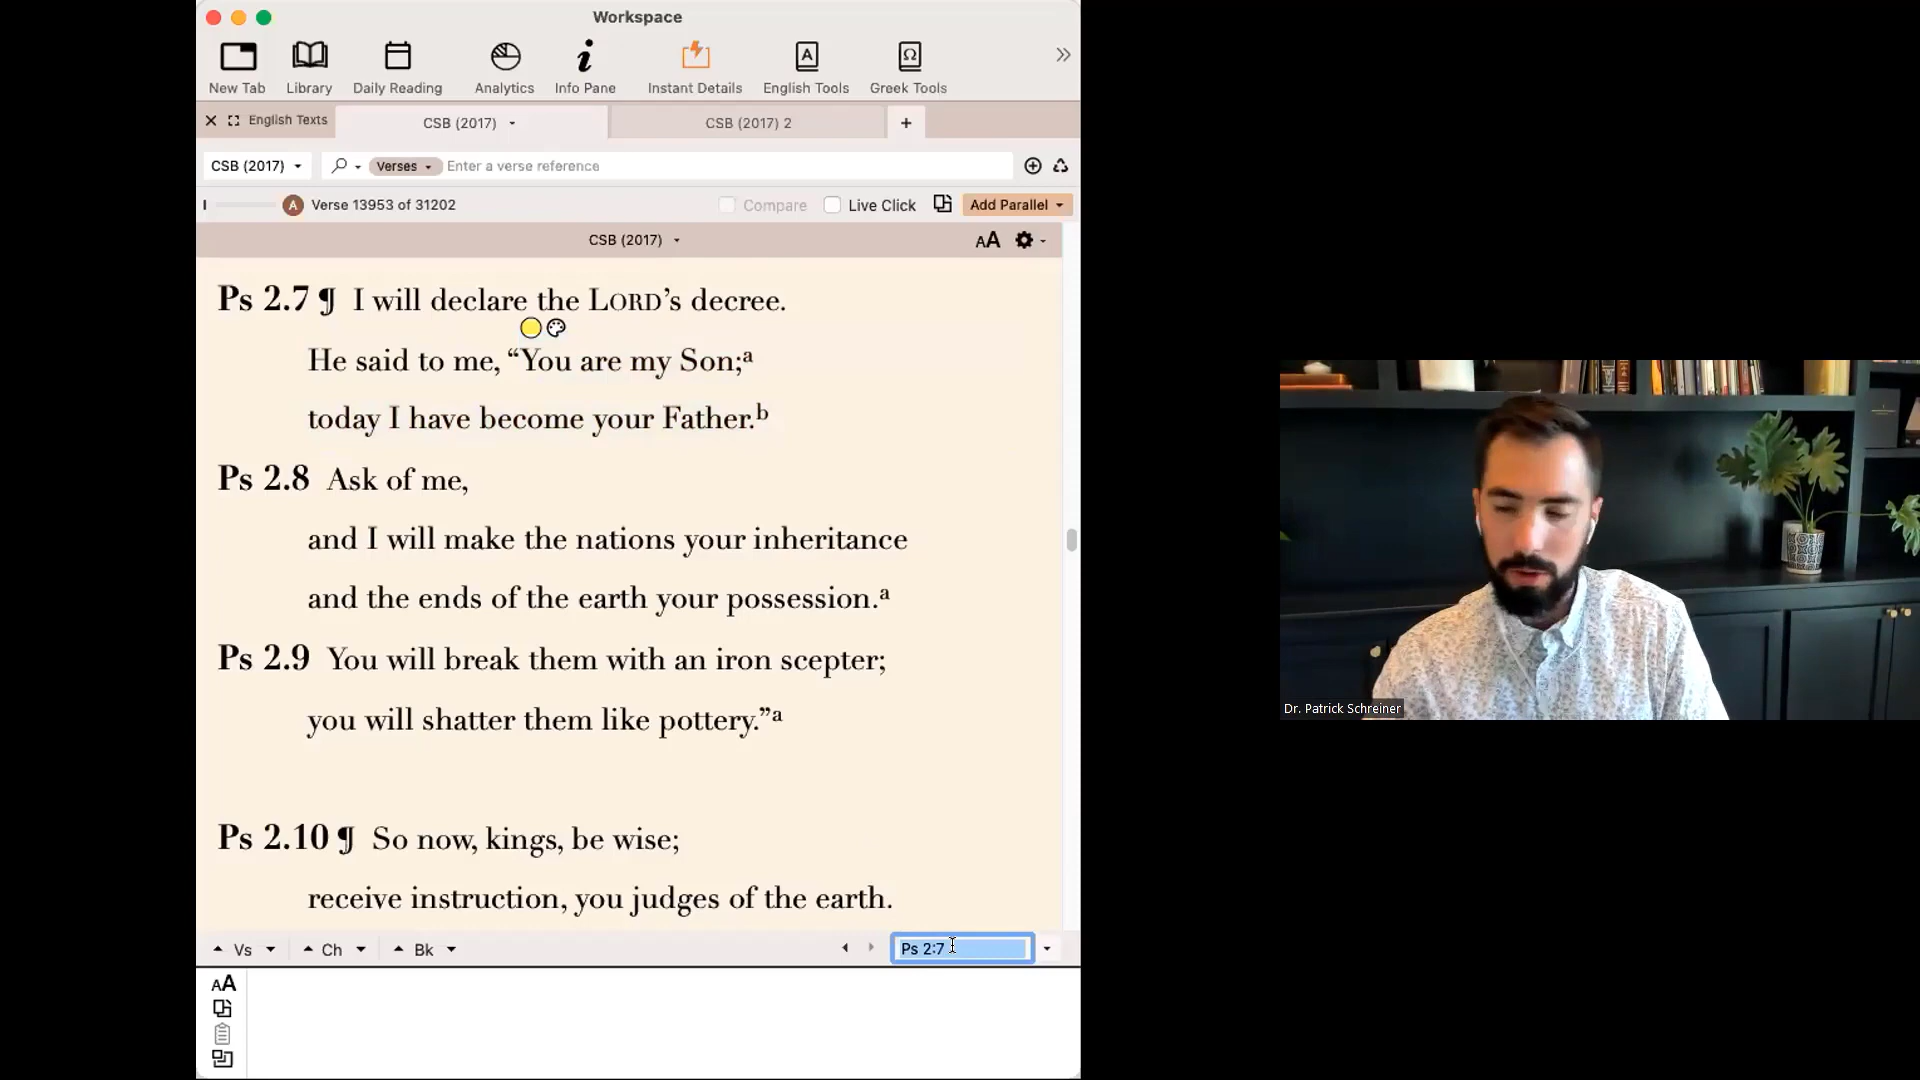 Workspace
New Tab
Library
Daily Reading
Analytics
Info Pane
Instant Details
English Tools
Greek Tools
English Texts
CSB (2017)
CSB (2017) 2
CSB (2017)
Verses
Enter a verse reference
A
Verse 13953 of 31202
Compare
Live Click
Add Parallel
CSB (2017)
AA
Ps 2.7 ¶ I will declare the LORD’s decree.
He said to me, “You are my Son;a
today I have become your Father.b
Ps 2.8 Ask of me,
and I will make the nations your inheritance
and the ends of the earth your possession.a
Ps 2.9 You will break them with an iron scepter;
you will shatter them like pottery.”a
Ps 2.10 ¶ So now, kings, be wise;
receive instruction, you judges of the earth.
Vs
Ch
Bk
Ps 2:7
AA
Dr. Patrick Schreiner